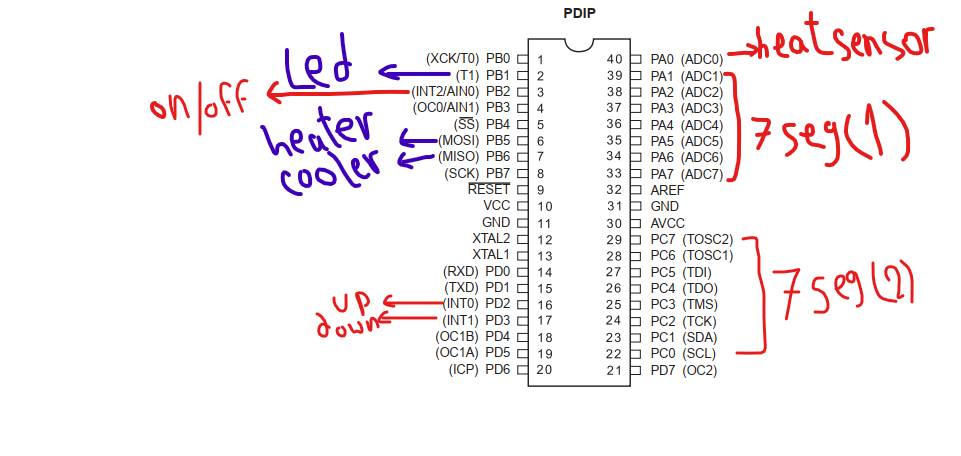 PDIP
(XCK/T0) PB0 1
(T1) PB1 2
(INT2/AIN0) PB2 3
(OC0/AIN1) PB3 4
(SS) PB4 5
(MOSI) PB5 6
(MISO) PB6 7
(SCK) PB7 8
RESET 9
VCC 10
GND 11
XTAL2 12
XTAL1 13
(RXD) PD0 14
(TXD) PD1 15
(INT0) PD2 16
(INT1) PD3 17
(OC1B) PD4 18
(OC1A) PD5 19
(ICP) PD6 20
40 PA0 (ADC0)
39 PA1 (ADC1)
38 PA2 (ADC2)
37 PA3 (ADC3)
36 PA4 (ADC4)
35 PA5 (ADC5)
34 PA6 (ADC6)
33 PA7 (ADC7)
32 AREF
31 GND
30 AVCC
29 PC7 (TOSC2)
28 PC6 (TOSC1)
27 PC5 (TDI)
26 PC4 (TDO)
25 PC3 (TMS)
24 PC2 (TCK)
23 PC1 (SDA)
22 PC0 (SCL)
21 PD7 (OC2)
Led
on/off
heater
cooler
up
down
heatsensor
7seg(1)
7seg(2)